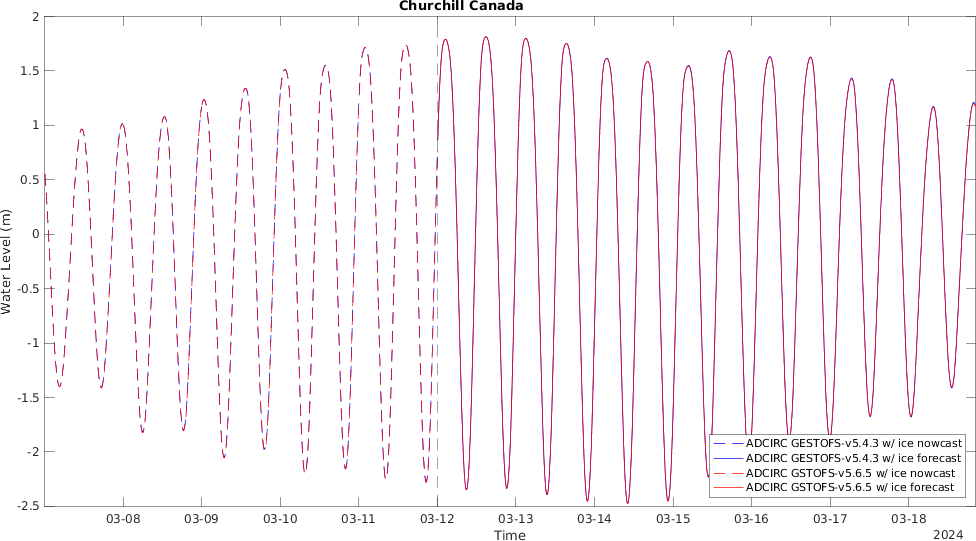 Churchill Canada
2
1.5
1
0.5
0
-0.5
-1
-1.5
-2
-2.5
Water Level (m)
ADCIRC GESTOFS-v5.4.3 w/ ice nowcast
ADCIRC GESTOFS-v5.4.3 w/ ice forecast
ADCIRC GSTOFS-v5.6.5 w/ ice nowcast
ADCIRC GSTOFS-v5.6.5 w/ ice forecast
03-08 03-09 03-10 03-11 03-12 03-13 03-14 03-15 03-16 03-17 03-18
Time
2024